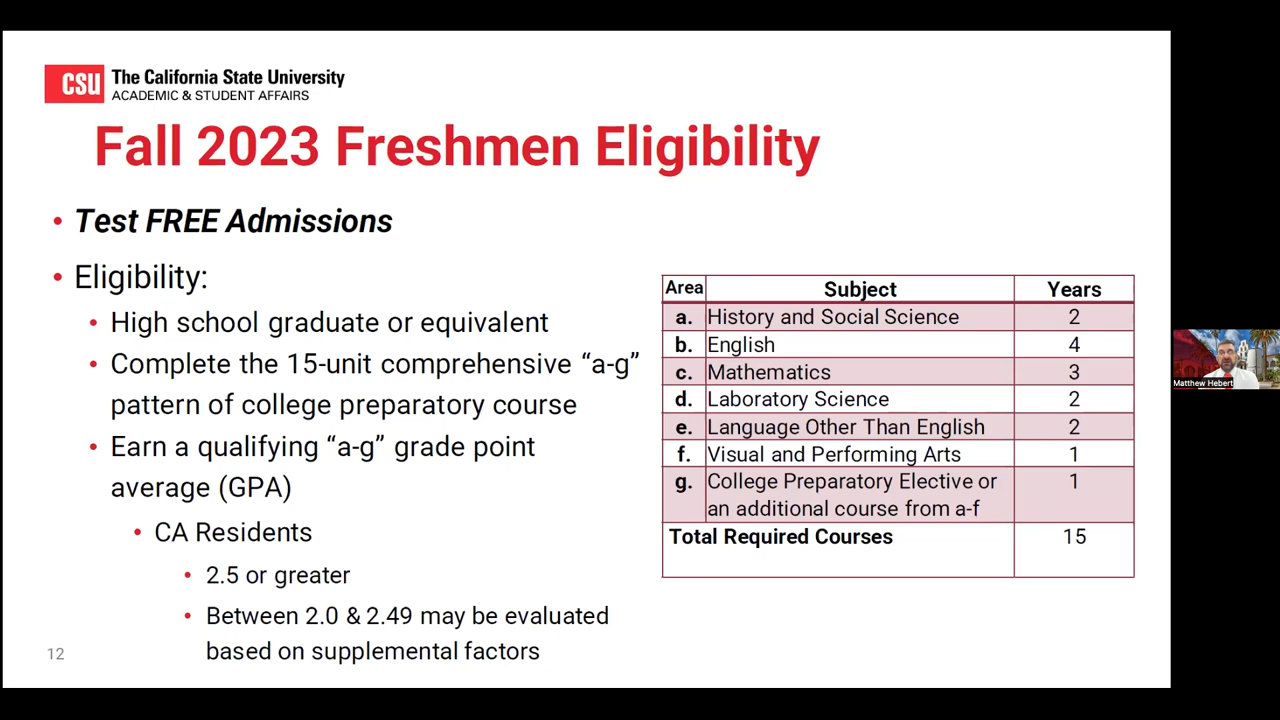 CSU The California State University
ACADEMIC & STUDENT AFFAIRS
Fall 2023 Freshmen Eligibility
• Test FREE Admissions
• Eligibility:
• High school graduate or equivalent
• Complete the 15-unit comprehensive “a-g”
pattern of college preparatory course
• Earn a qualifying “a-g” grade point
average (GPA)
• CA Residents
• 2.5 or greater
• Between 2.0 & 2.49 may be evaluated
based on supplemental factors
12
Area Subject Years
a. History and Social Science 2
b. English 4
c. Mathematics 3
d. Laboratory Science 2
e. Language Other Than English 2
f. Visual and Performing Arts 1
g. College Preparatory Elective or 1
an additional course from a-f
Total Required Courses 15
Matthew Hebert